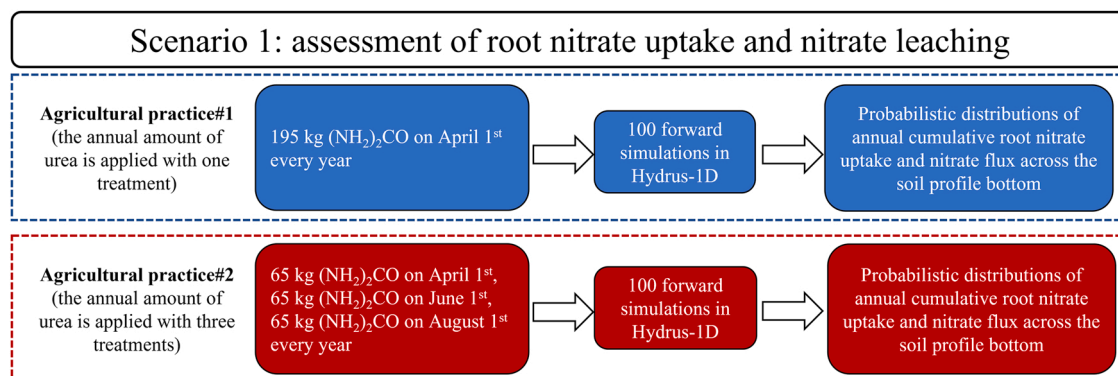 Scenario 1: assessment of root nitrate uptake and nitrate leaching
Agricultural practice#1
(the annual amount of
urea is applied with one
treatment)
195 kg (NH₂)₂CO on April 1ˢᵗ
every year
100 forward
simulations in
Hydrus-1D
Probabilistic distributions of
annual cumulative root nitrate
uptake and nitrate flux across the
soil profile bottom
Agricultural practice#2
(the annual amount of
urea is applied with three
treatments)
65 kg (NH₂)₂CO on April 1ˢᵗ,
65 kg (NH₂)₂CO on June 1ˢᵗ,
65 kg (NH₂)₂CO on August 1ˢᵗ
every year
100 forward
simulations in
Hydrus-1D
Probabilistic distributions of
annual cumulative root nitrate
uptake and nitrate flux across the
soil profile bottom